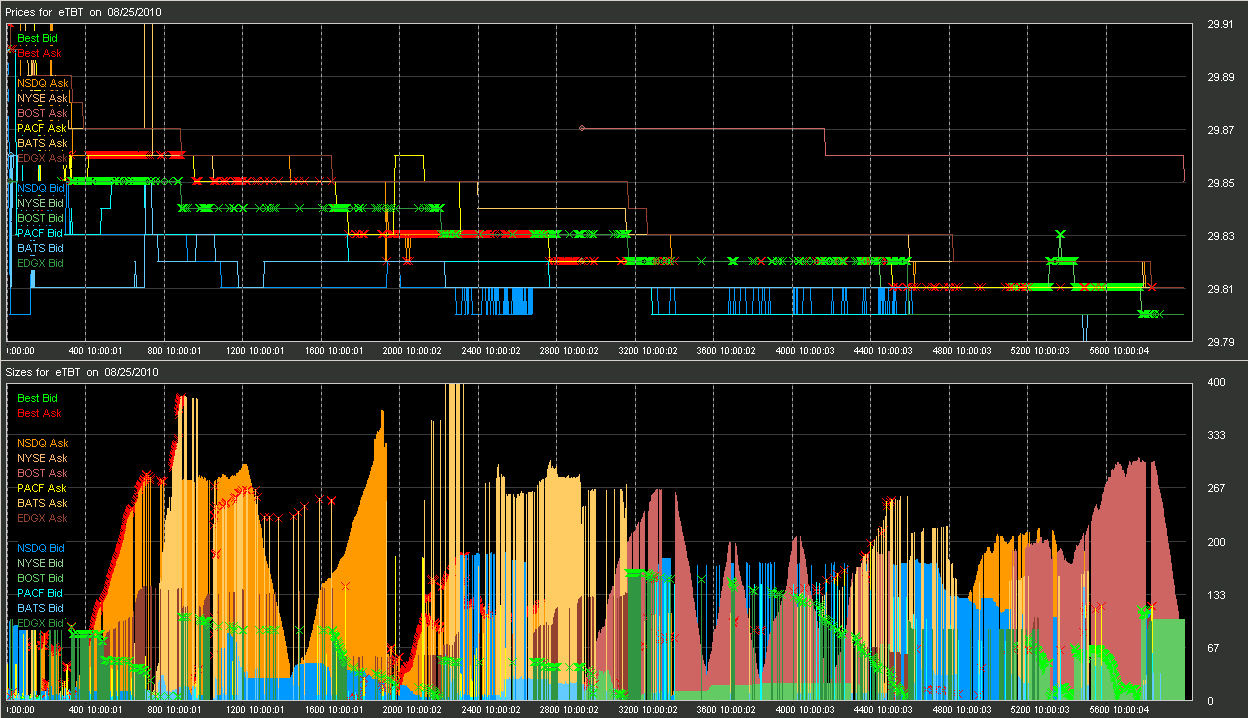 Prices for eTBT on 08/25/2010
29.91
Best Bid
Best Ask
29.89
NSDQ Ask
NYSE Ask
BOST Ask
PACF Ask
29.87
BATS Ask
EDGX Ask
29.85
NSDQ Bid
NYSE Bid
BOST Bid
PACF Bid
29.83
BATS Bid
EDGX Bid
29.81
29.79
:00:00 400 10:00:01 800 10:00:01 1200 10:00:01 1600 10:00:01 2000 10:00:02 2400 10:00:02 2800 10:00:02 3200 10:00:02 3600 10:00:02 4000 10:00:02 4400 10:00:03 4800 10:00:03 5200 10:00:03 5600 10:00:04
Sizes for eTBT on 08/25/2010
400
Best Bid
Best Ask
333
NSDQ Ask
NYSE Ask
BOST Ask
PACF Ask
267
BATS Ask
EDGX Ask
200
NSDQ Bid
NYSE Bid
BOST Bid
PACF Bid
133
BATS Bid
EDGX Bid
67
0
:00:00 400 10:00:01 800 10:00:01 1200 10:00:01 1600 10:00:01 2000 10:00:02 2400 10:00:02 2800 10:00:02 3200 10:00:02 3600 10:00:02 4000 10:00:02 4400 10:00:03 4800 10:00:03 5200 10:00:03 5600 10:00:04